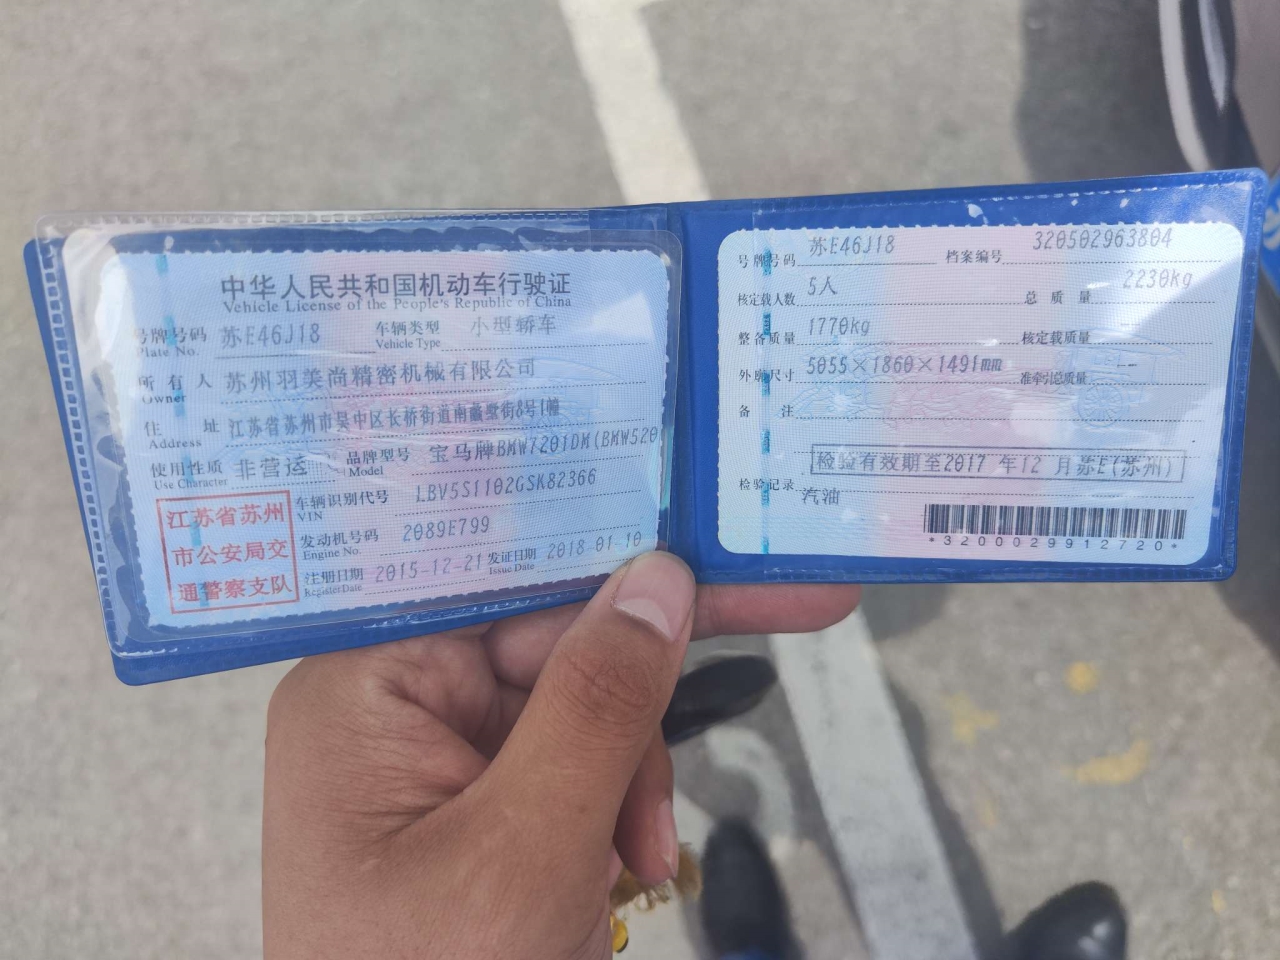 中华人民共和国机动车行驶证
Vehicle License of the People's Republic of China
号牌号码 苏E46J18 车辆类型 小型轿车
Plate No. Vehicle Type
所有人 苏州羽美尚精密机械有限公司
Owner
住址 江苏省苏州市吴中区长桥街道南蠡墅街8号1幢
Address
使用性质 非营运 品牌型号 宝马牌BMW7201DM(BMW520
Use Character Model
江苏省苏州
市公安局交
通警察支队
车辆识别代号 LBV5S1102GSK82366
VIN
发动机号码 2089E799
Engine No.
注册日期 2015-12-21 发证日期 2018-01-10
Register Date Issue Date
号牌号码 苏E46J18 档案编号 320502963804
核定载人数 5人 总质量 2230kg
整备质量 1770kg 核定载质量 --
外廓尺寸 5055×1860×1491mm 准牵引总质量 --
备注
检验有效期至2017年12月苏E(苏州)
检验记录
汽油
*3200029912720*